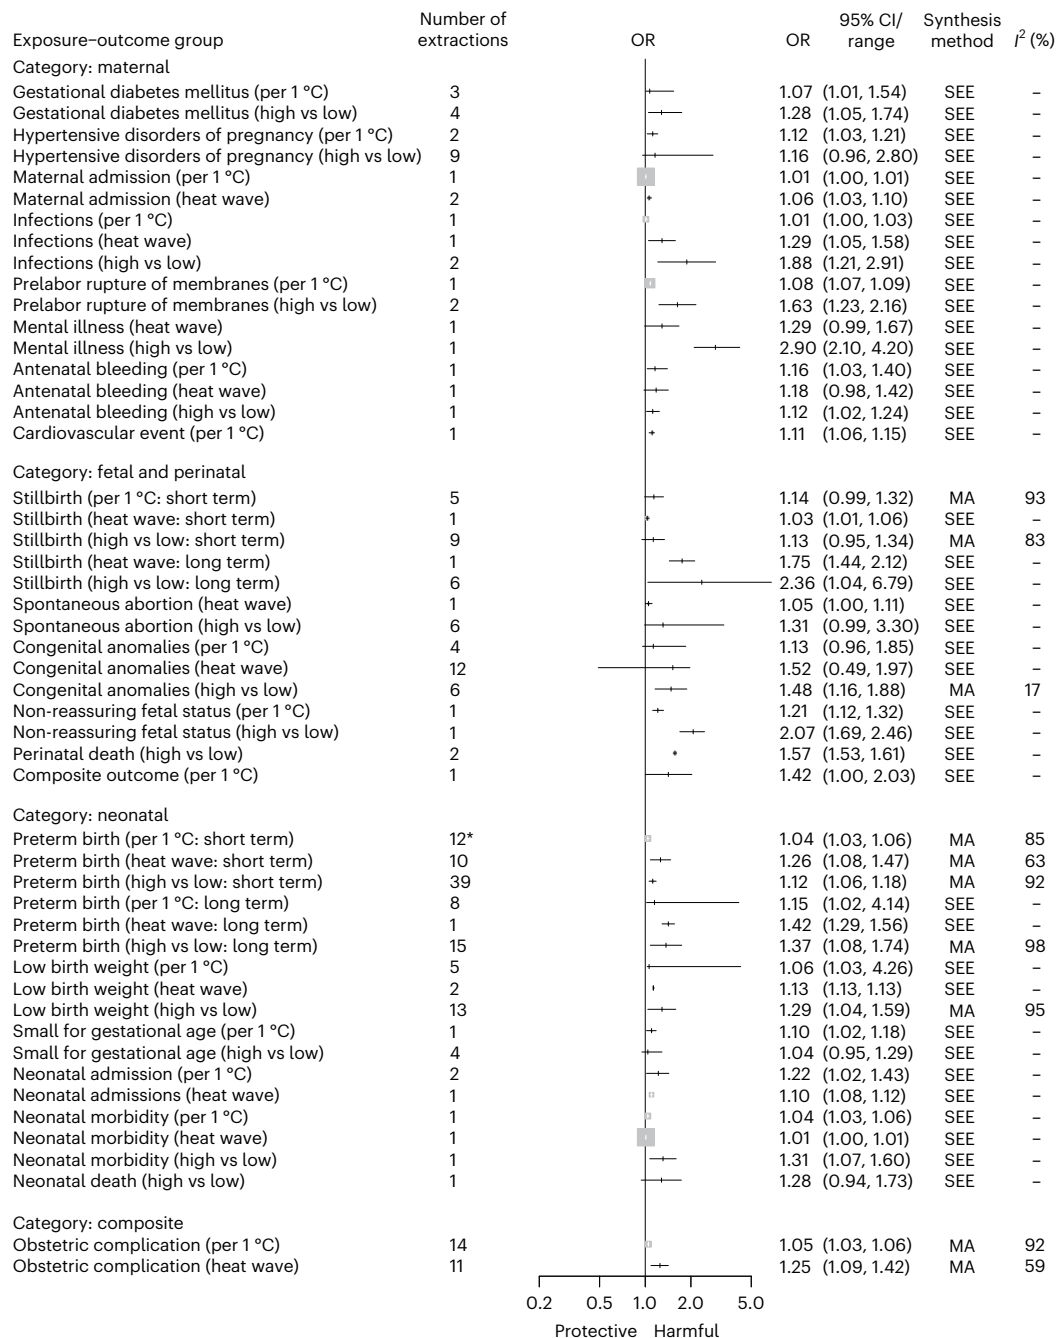 Exposure–outcome group Number of extractions OR OR 95% CI/ range Synthesis method I² (%)
Category: maternal
Gestational diabetes mellitus (per 1 °C) 3 1.07 (1.01, 1.54) SEE –
Gestational diabetes mellitus (high vs low) 4 1.28 (1.05, 1.74) SEE –
Hypertensive disorders of pregnancy (per 1 °C) 2 1.12 (1.03, 1.21) SEE –
Hypertensive disorders of pregnancy (high vs low) 9 1.16 (0.96, 2.80) SEE –
Maternal admission (per 1 °C) 1 1.01 (1.00, 1.01) SEE –
Maternal admission (heat wave) 2 1.06 (1.03, 1.10) SEE –
Infections (per 1 °C) 1 1.01 (1.00, 1.03) SEE –
Infections (heat wave) 1 1.29 (1.05, 1.58) SEE –
Infections (high vs low) 2 1.88 (1.21, 2.91) SEE –
Prelabor rupture of membranes (per 1 °C) 1 1.08 (1.07, 1.09) SEE –
Prelabor rupture of membranes (high vs low) 2 1.63 (1.23, 2.16) SEE –
Mental illness (heat wave) 1 1.29 (0.99, 1.67) SEE –
Mental illness (high vs low) 1 2.90 (2.10, 4.20) SEE –
Antenatal bleeding (per 1 °C) 1 1.16 (1.03, 1.40) SEE –
Antenatal bleeding (heat wave) 1 1.18 (0.98, 1.42) SEE –
Antenatal bleeding (high vs low) 1 1.12 (1.02, 1.24) SEE –
Cardiovascular event (per 1 °C) 1 1.11 (1.06, 1.15) SEE –
Category: fetal and perinatal
Stillbirth (per 1 °C: short term) 5 1.14 (0.99, 1.32) MA 93
Stillbirth (heat wave: short term) 1 1.03 (1.01, 1.06) SEE –
Stillbirth (high vs low: short term) 9 1.13 (0.95, 1.34) MA 83
Stillbirth (heat wave: long term) 1 1.75 (1.44, 2.12) SEE –
Stillbirth (high vs low: long term) 6 2.36 (1.04, 6.79) SEE –
Spontaneous abortion (heat wave) 1 1.05 (1.00, 1.11) SEE –
Spontaneous abortion (high vs low) 6 1.31 (0.99, 3.30) SEE –
Congenital anomalies (per 1 °C) 4 1.13 (0.96, 1.85) SEE –
Congenital anomalies (heat wave) 12 1.52 (0.49, 1.97) SEE –
Congenital anomalies (high vs low) 6 1.48 (1.16, 1.88) MA 17
Non-reassuring fetal status (per 1 °C) 1 1.21 (1.12, 1.32) SEE –
Non-reassuring fetal status (high vs low) 1 2.07 (1.69, 2.46) SEE –
Perinatal death (high vs low) 2 1.57 (1.53, 1.61) SEE –
Composite outcome (per 1 °C) 1 1.42 (1.00, 2.03) SEE –
Category: neonatal
Preterm birth (per 1 °C: short term) 12* 1.04 (1.03, 1.06) MA 85
Preterm birth (heat wave: short term) 10 1.26 (1.08, 1.47) MA 63
Preterm birth (high vs low: short term) 39 1.12 (1.06, 1.18) MA 92
Preterm birth (per 1 °C: long term) 8 1.15 (1.02, 4.14) SEE –
Preterm birth (heat wave: long term) 1 1.42 (1.29, 1.56) SEE –
Preterm birth (high vs low: long term) 15 1.37 (1.08, 1.74) MA 98
Low birth weight (per 1 °C) 5 1.06 (1.03, 4.26) SEE –
Low birth weight (heat wave) 2 1.13 (1.13, 1.13) SEE –
Low birth weight (high vs low) 13 1.29 (1.04, 1.59) MA 95
Small for gestational age (per 1 °C) 1 1.10 (1.02, 1.18) SEE –
Small for gestational age (high vs low) 4 1.04 (0.95, 1.29) SEE –
Neonatal admission (per 1 °C) 2 1.22 (1.02, 1.43) SEE –
Neonatal admissions (heat wave) 1 1.10 (1.08, 1.12) SEE –
Neonatal morbidity (per 1 °C) 1 1.04 (1.03, 1.06) SEE –
Neonatal morbidity (heat wave) 1 1.01 (1.00, 1.01) SEE –
Neonatal morbidity (high vs low) 1 1.31 (1.07, 1.60) SEE –
Neonatal death (high vs low) 1 1.28 (0.94, 1.73) SEE –
Category: composite
Obstetric complication (per 1 °C) 14 1.05 (1.03, 1.06) MA 92
Obstetric complication (heat wave) 11 1.25 (1.09, 1.42) MA 59
0.2 0.5 1.0 2.0 5.0
Protective Harmful